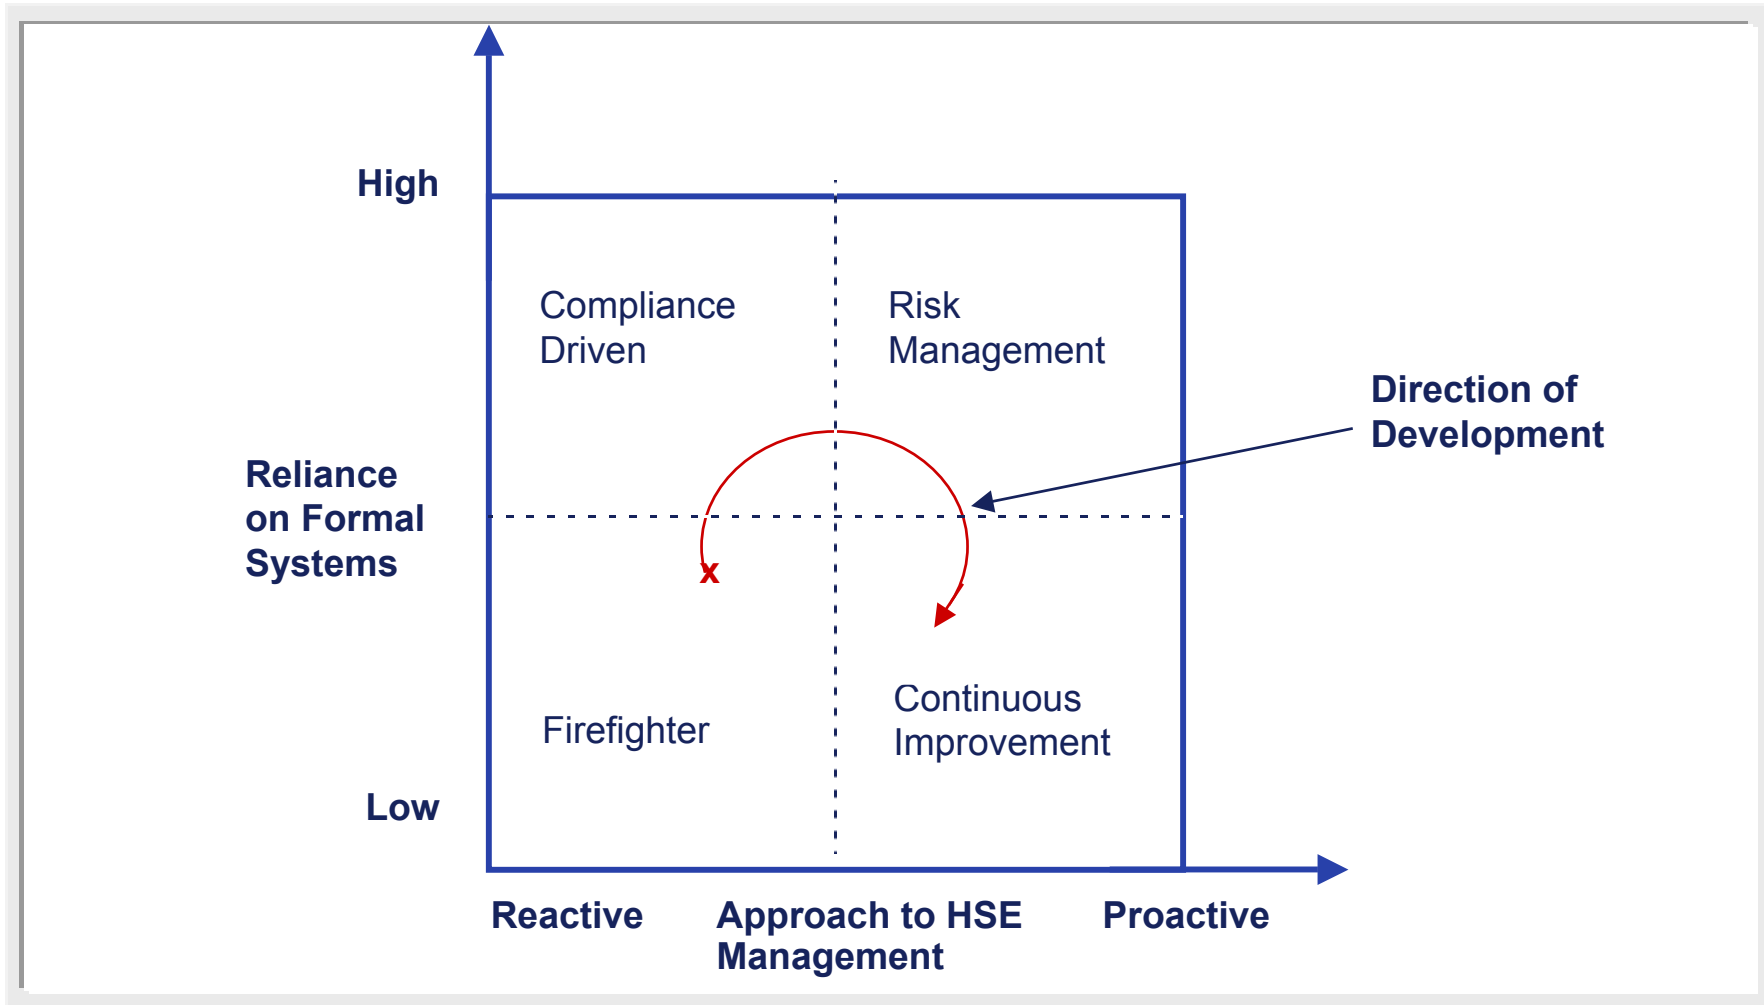 High
Compliance
Driven
Risk
Management
Direction of
Development
Reliance
on Formal
Systems
x
Firefighter
Continuous
Improvement
Low
Reactive
Approach to HSE
Management
Proactive